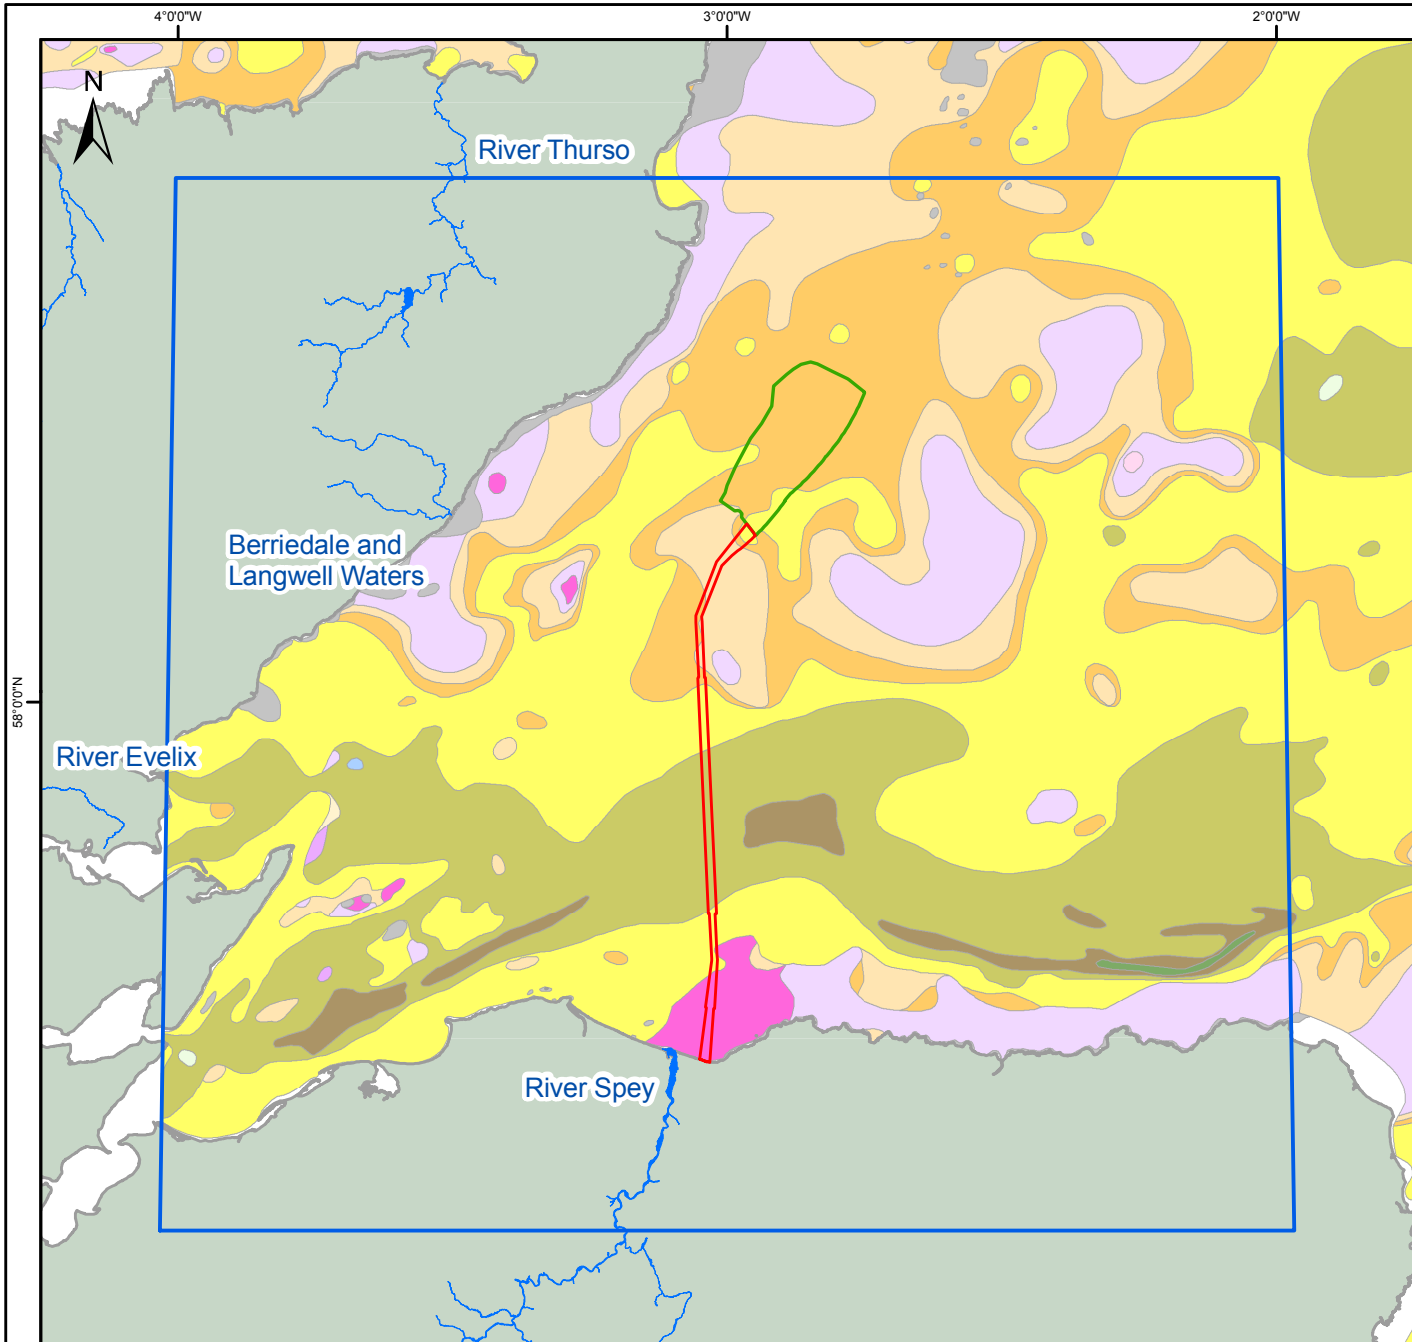 4°0'0"W
3°0'0"W
2°0'0"W
N
River Thurso
Berriedale and
Langwell Waters
58°0'0"N
River Evelix
River Spey